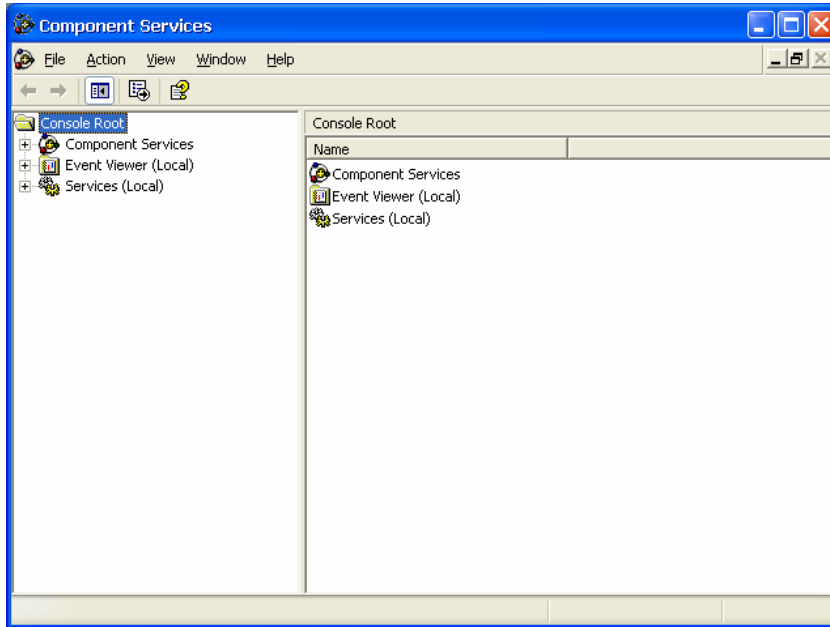 Component Services
File Action View Window Help
Console Root
Component Services
Event Viewer (Local)
Services (Local)
Console Root
Name
Component Services
Event Viewer (Local)
Services (Local)